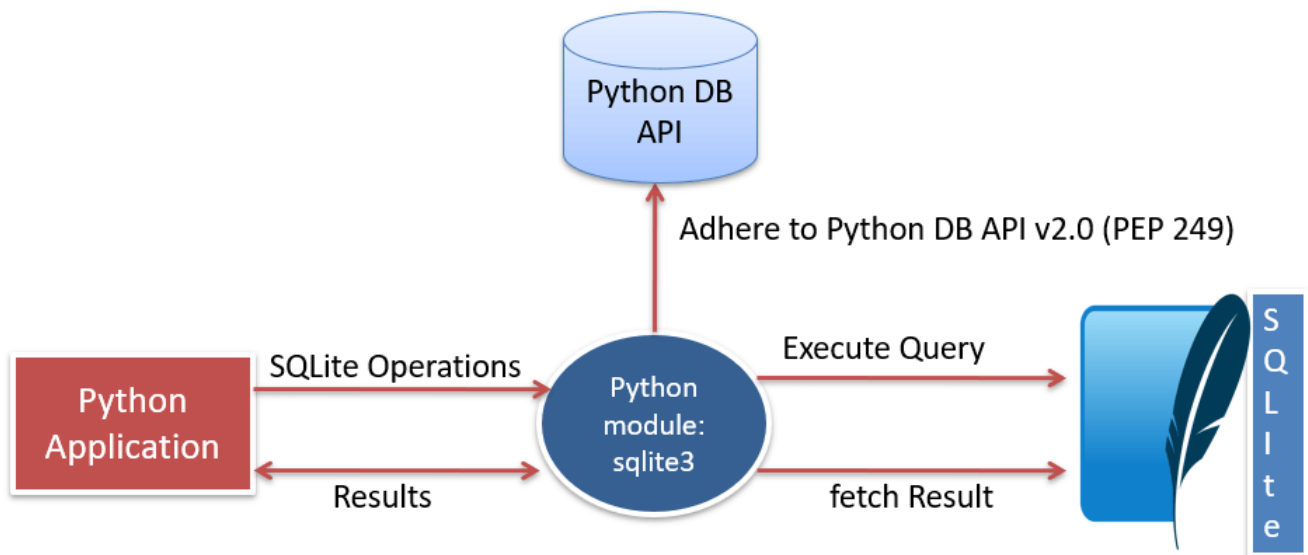 Python DB
API
Adhere to Python DB API v2.0 (PEP 249)
SQLite Operations
Execute Query
Python
Application
Python
module:
sqlite3
Results
fetch Result
S
Q
L
I
t
e